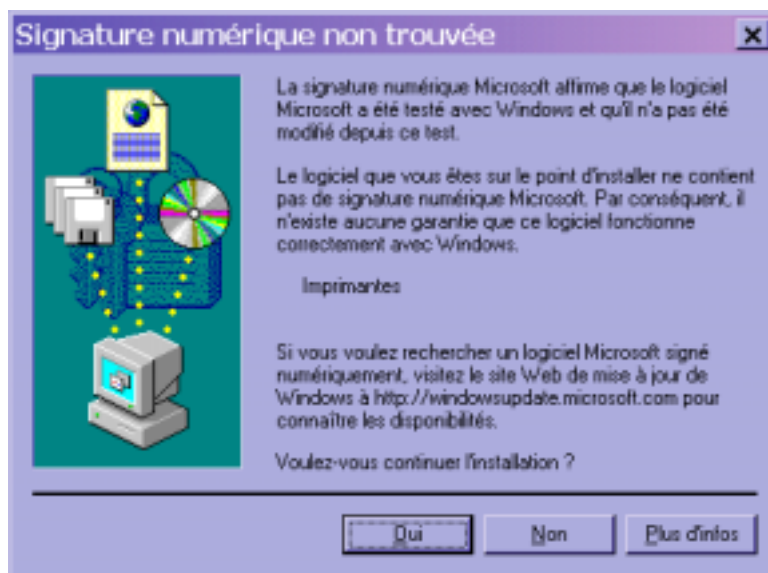 Signature numérique non trouvée
La signature numérique Microsoft affirme que le logiciel
Microsoft a été testé avec Windows et qu'il n'a pas été
modifié depuis ce test.
Le logiciel que vous êtes sur le point d'installer ne contient
pas de signature numérique Microsoft. Par conséquent, il
n'existe aucune garantie que ce logiciel fonctionne
correctement avec Windows.
Imprimantes
Si vous voulez rechercher un logiciel Microsoft signé
numériquement, visitez le site Web de mise à jour de
Windows à http://windowsupdate.microsoft.com pour
connaître les disponibilités.
Voulez-vous continuer l'installation ?
Oui Non Plus d'infos